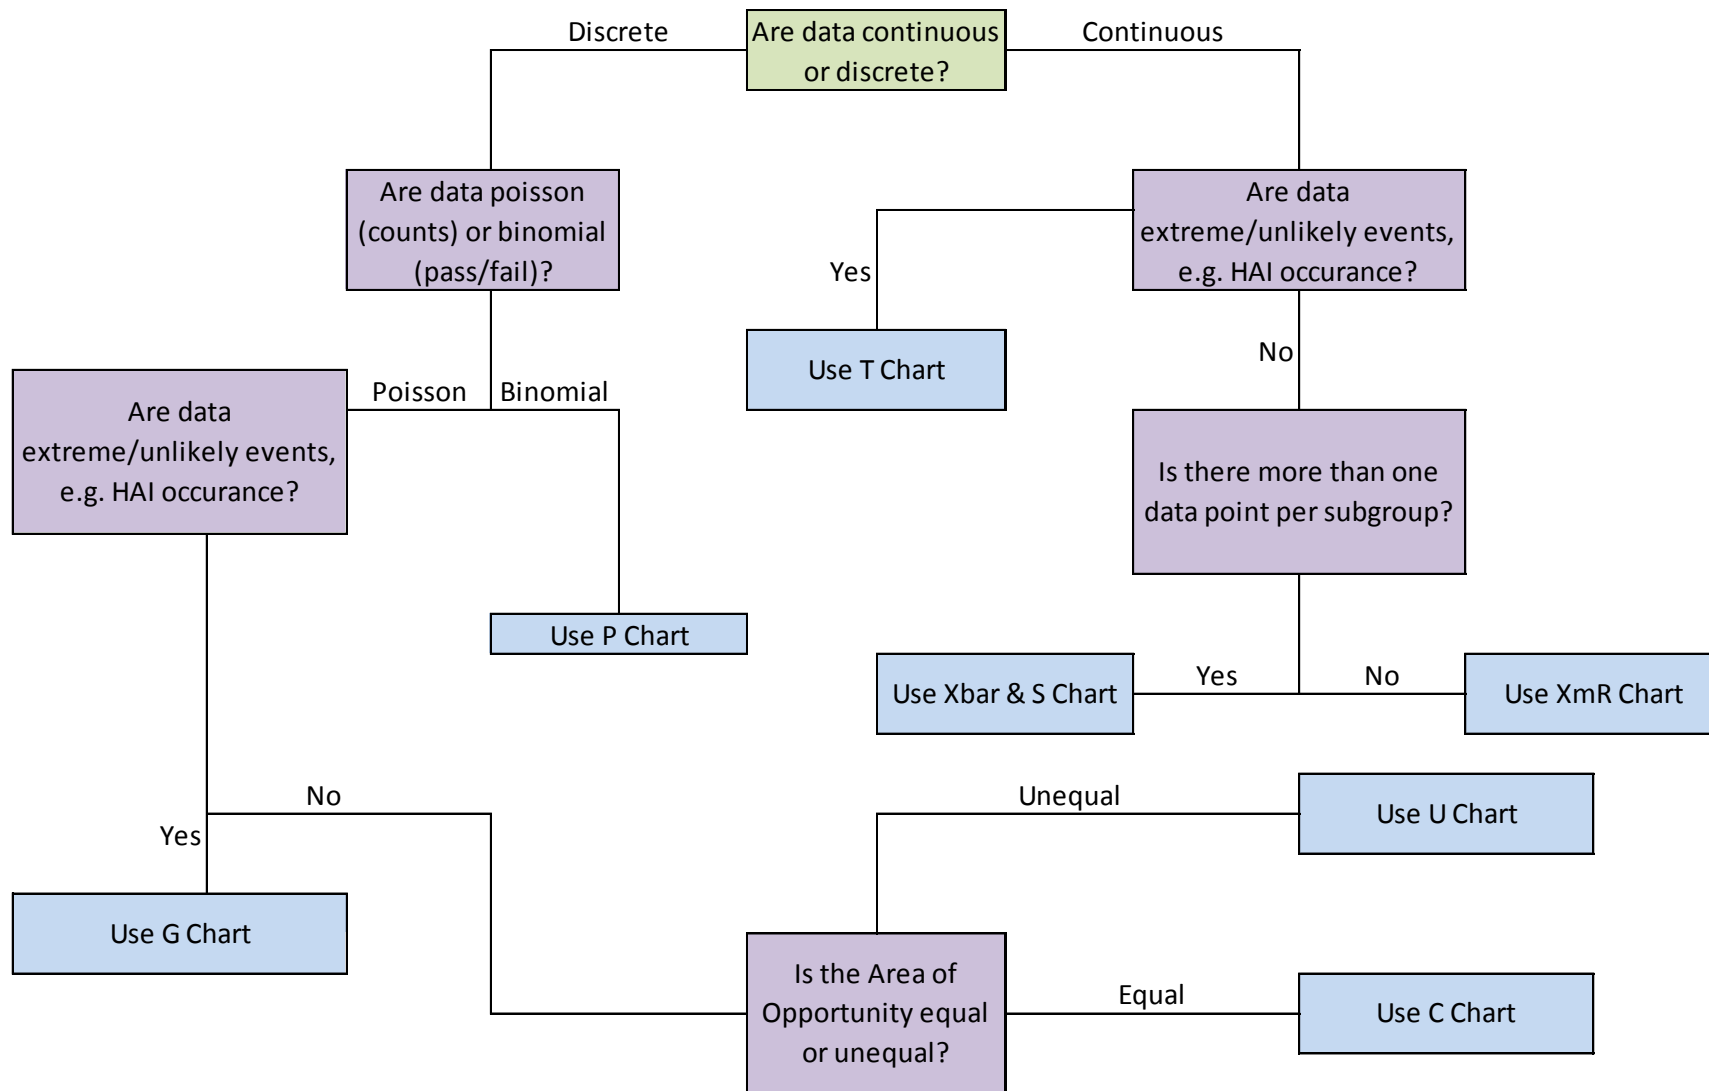 Discrete
Are data continuous
or discrete?
Continuous
Are data poisson
(counts) or binomial
(pass/fail)?
Are data
extreme/unlikely events,
e.g. HAI occurance?
Yes
Use T Chart
No
Poisson
Binomial
Are data
extreme/unlikely events,
e.g. HAI occurance?
Is there more than one
data point per subgroup?
Use P Chart
Use Xbar & S Chart
Yes
No
Use XmR Chart
No
Yes
Unequal
Use U Chart
Use G Chart
Is the Area of
Opportunity equal
or unequal?
Equal
Use C Chart